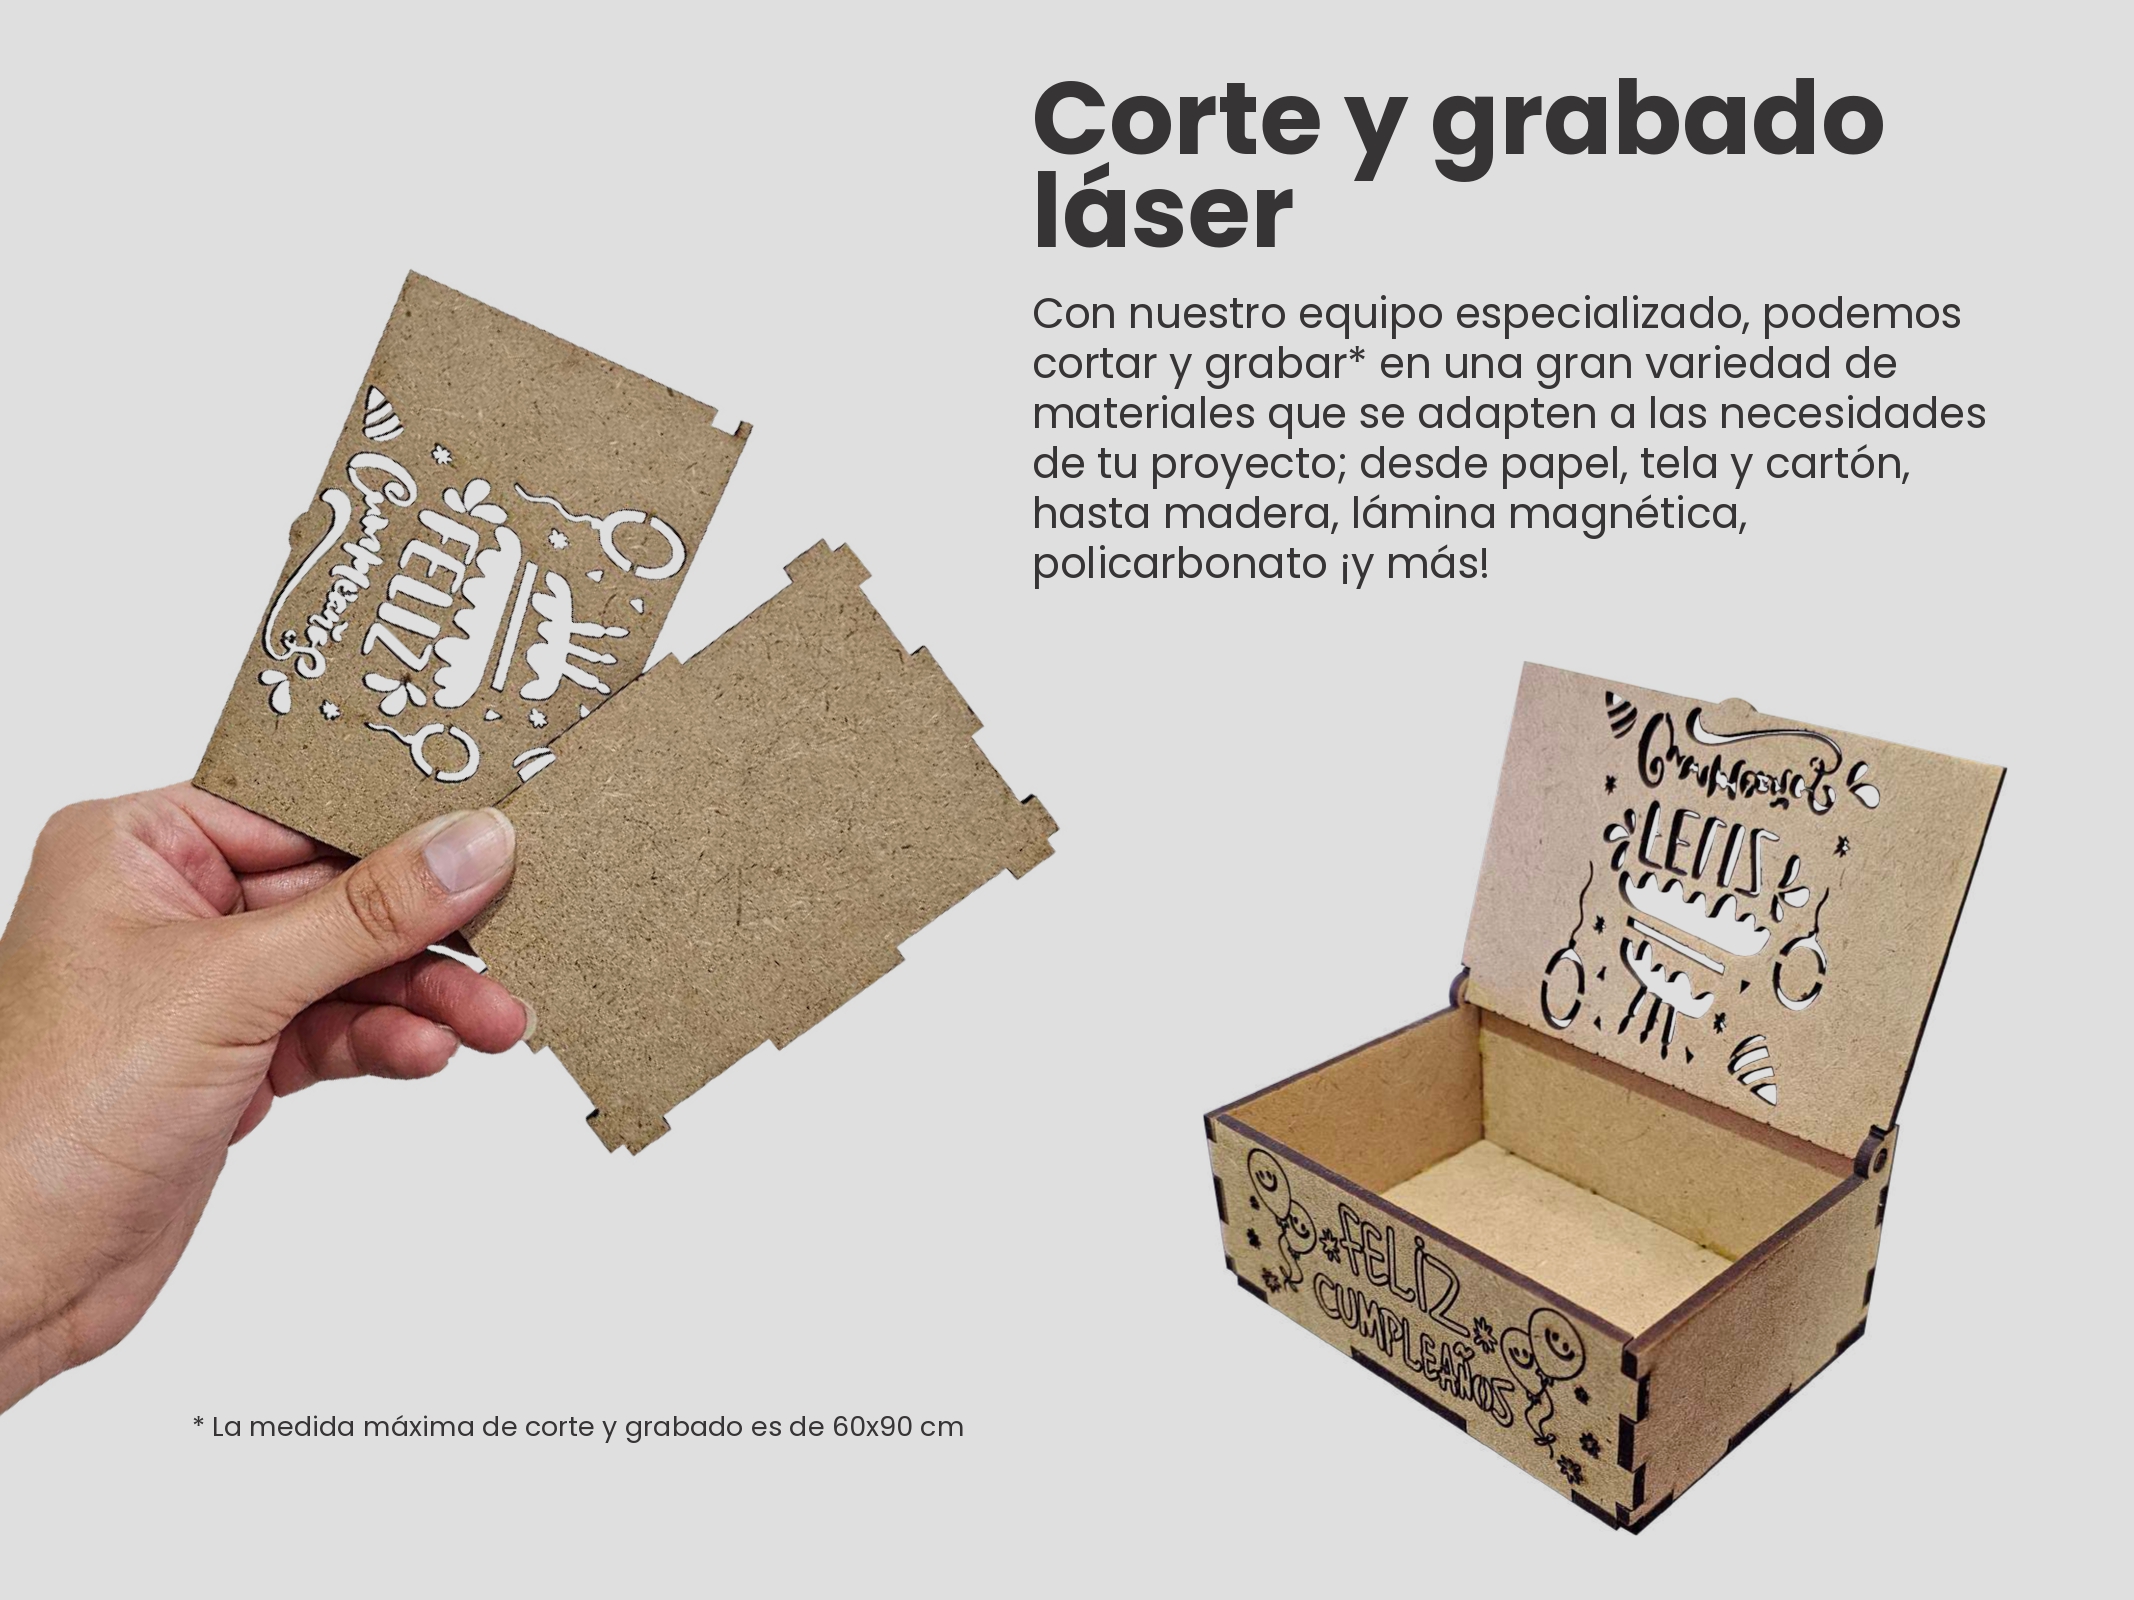 Corte y grabado
láser
Con nuestro equipo especializado, podemos
cortar y grabar* en una gran variedad de
materiales que se adapten a las necesidades
de tu proyecto; desde papel, tela y cartón,
hasta madera, lámina magnética,
policarbonato ¡y más!
FELIZ
Cumpleaños
Cumpleaños
FELIZ
FELIZ
CUMPLEAÑOS
* La medida máxima de corte y grabado es de 60x90 cm